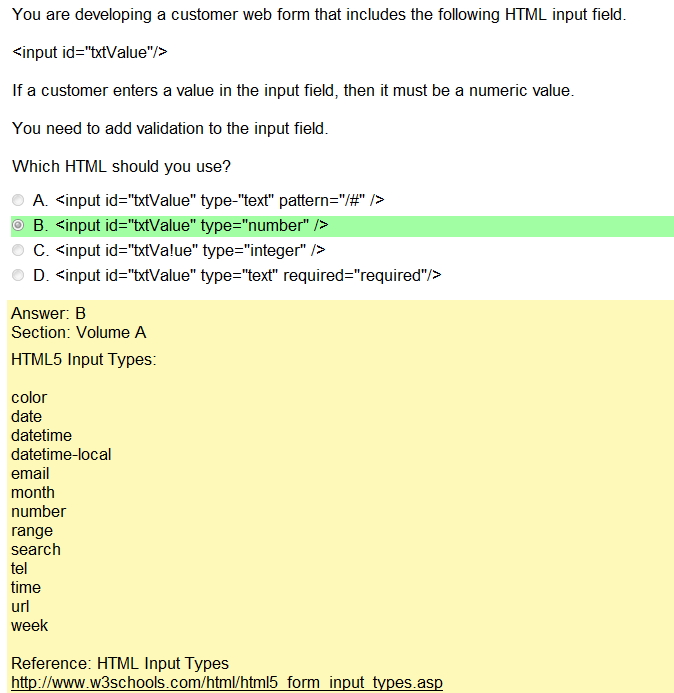 You are developing a customer web form that includes the following HTML input field.
<input id="txtValue"/>
If a customer enters a value in the input field, then it must be a numeric value.
You need to add validation to the input field.
Which HTML should you use?
A. <input id="txtValue" type-"text" pattern="/#" />
B. <input id="txtValue" type="number" />
C. <input id="txtVa!ue" type="integer" />
D. <input id="txtValue" type="text" required="required"/>
Answer: B
Section: Volume A
HTML5 Input Types:
color
date
datetime
datetime-local
email
month
number
range
search
tel
time
url
week
Reference: HTML Input Types
http://www.w3schools.com/html/html5_form_input_types.asp